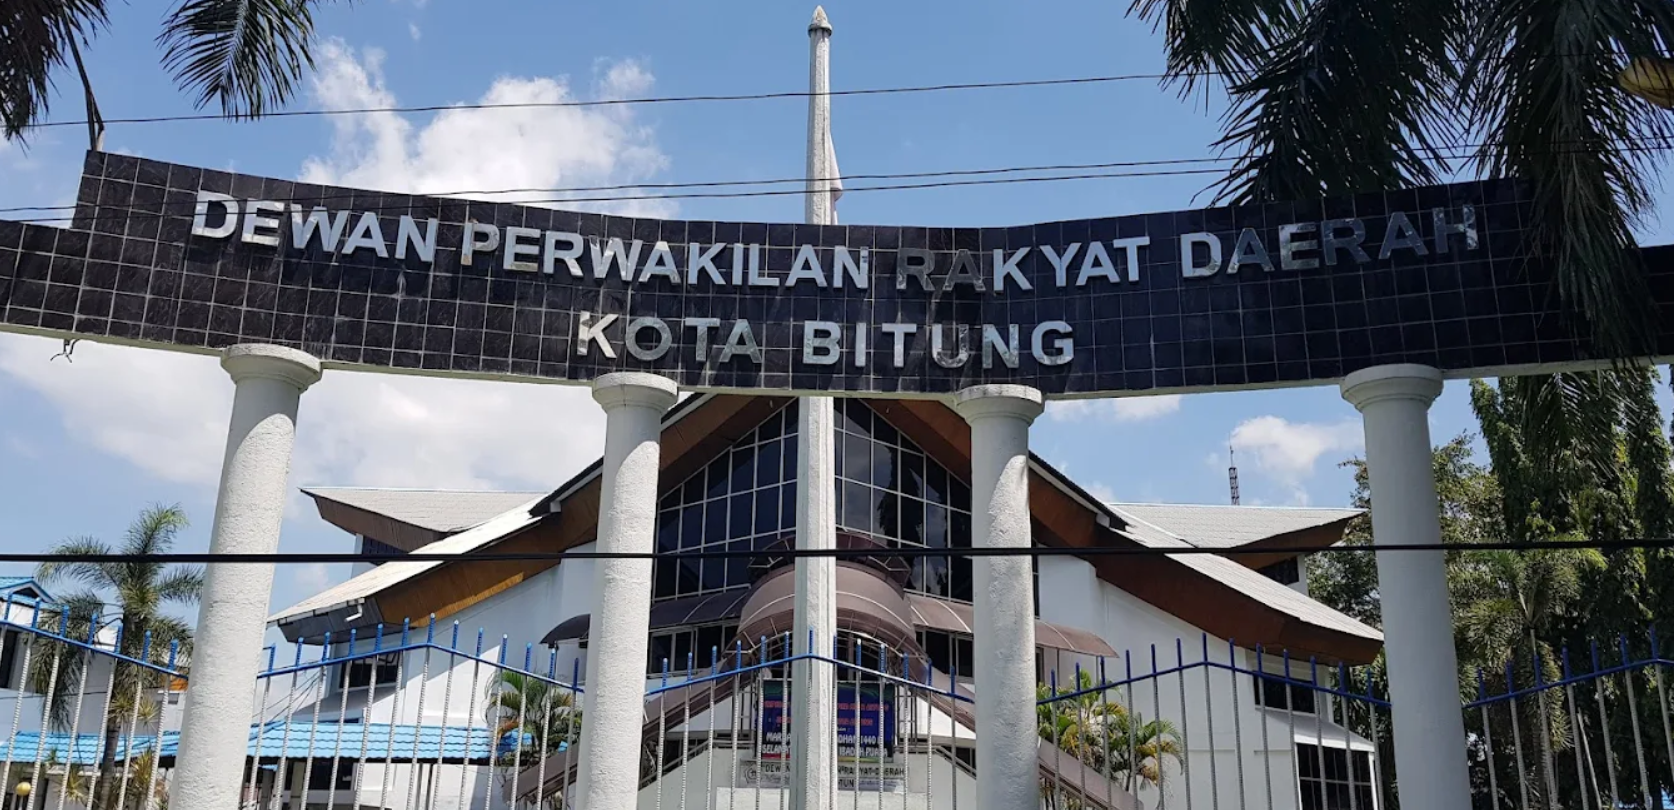 DEWAN PERWAKILAN RAKYAT DAERAH
KOTA BITUNG